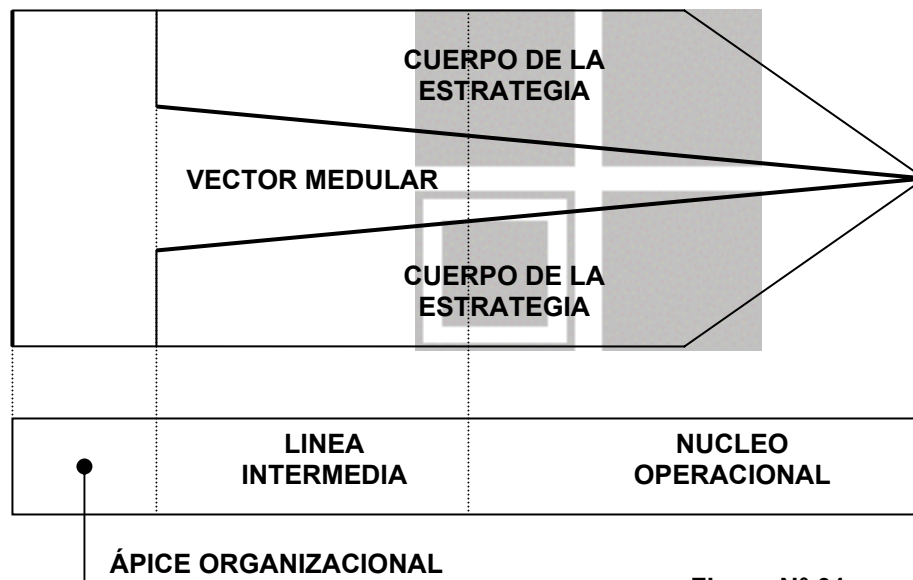 CUERPO DE LA
ESTRATEGIA
VECTOR MEDULAR
CUERPO DE LA
ESTRATEGIA
LINEA
INTERMEDIA
NUCLEO
OPERACIONAL
ÁPICE ORGANIZACIONAL